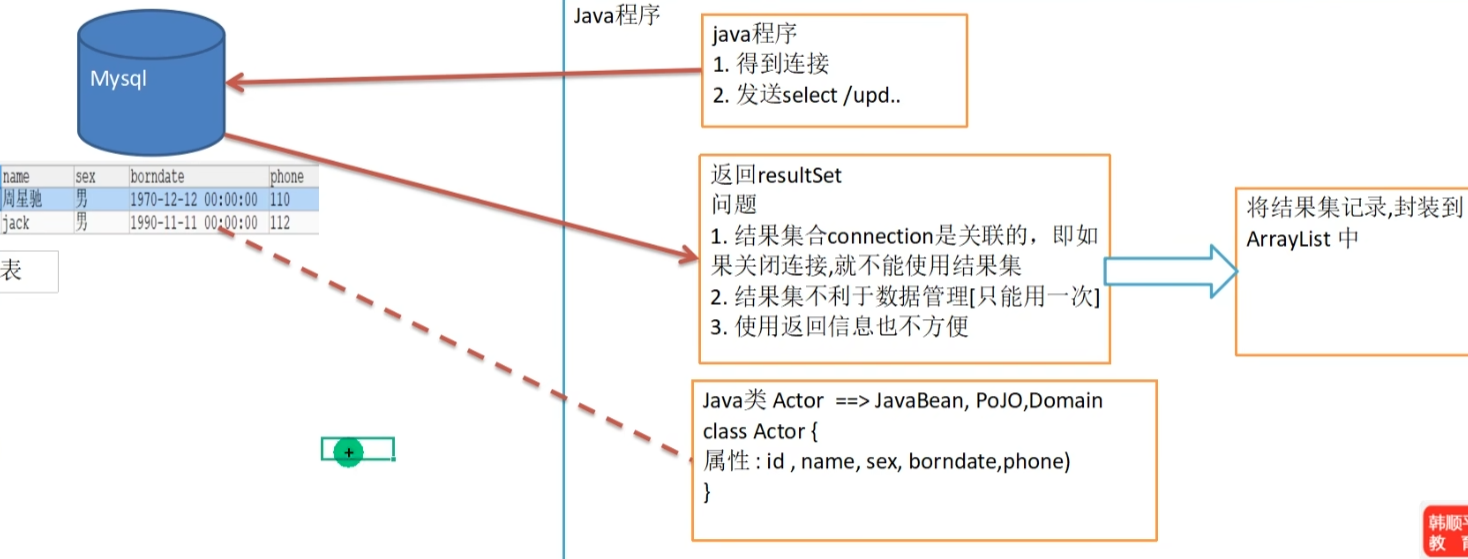 Java程序
java程序
1. 得到连接
2. 发送select /upd..
Mysql
name sex borndate phone
周星驰 男 1970-12-12 00:00:00 110
jack 男 1990-11-11 00:00:00 112
表
返回resultSet
问题
1. 结果集合connection是关联的，即如
果关闭连接,就不能使用结果集
2. 结果集不利于数据管理[只能用一次]
3. 使用返回信息也不方便
将结果集记录,封装到
ArrayList 中
Java类 Actor ==> JavaBean, PoJO,Domain
class Actor {
属性 : id , name, sex, borndate,phone)
}
韩顺平
教 育